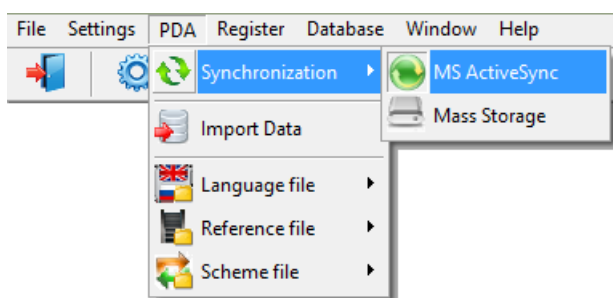 File Settings PDA Register Database Window Help
Synchronization
MS ActiveSync
Mass Storage
Import Data
Language file
Reference file
Scheme file